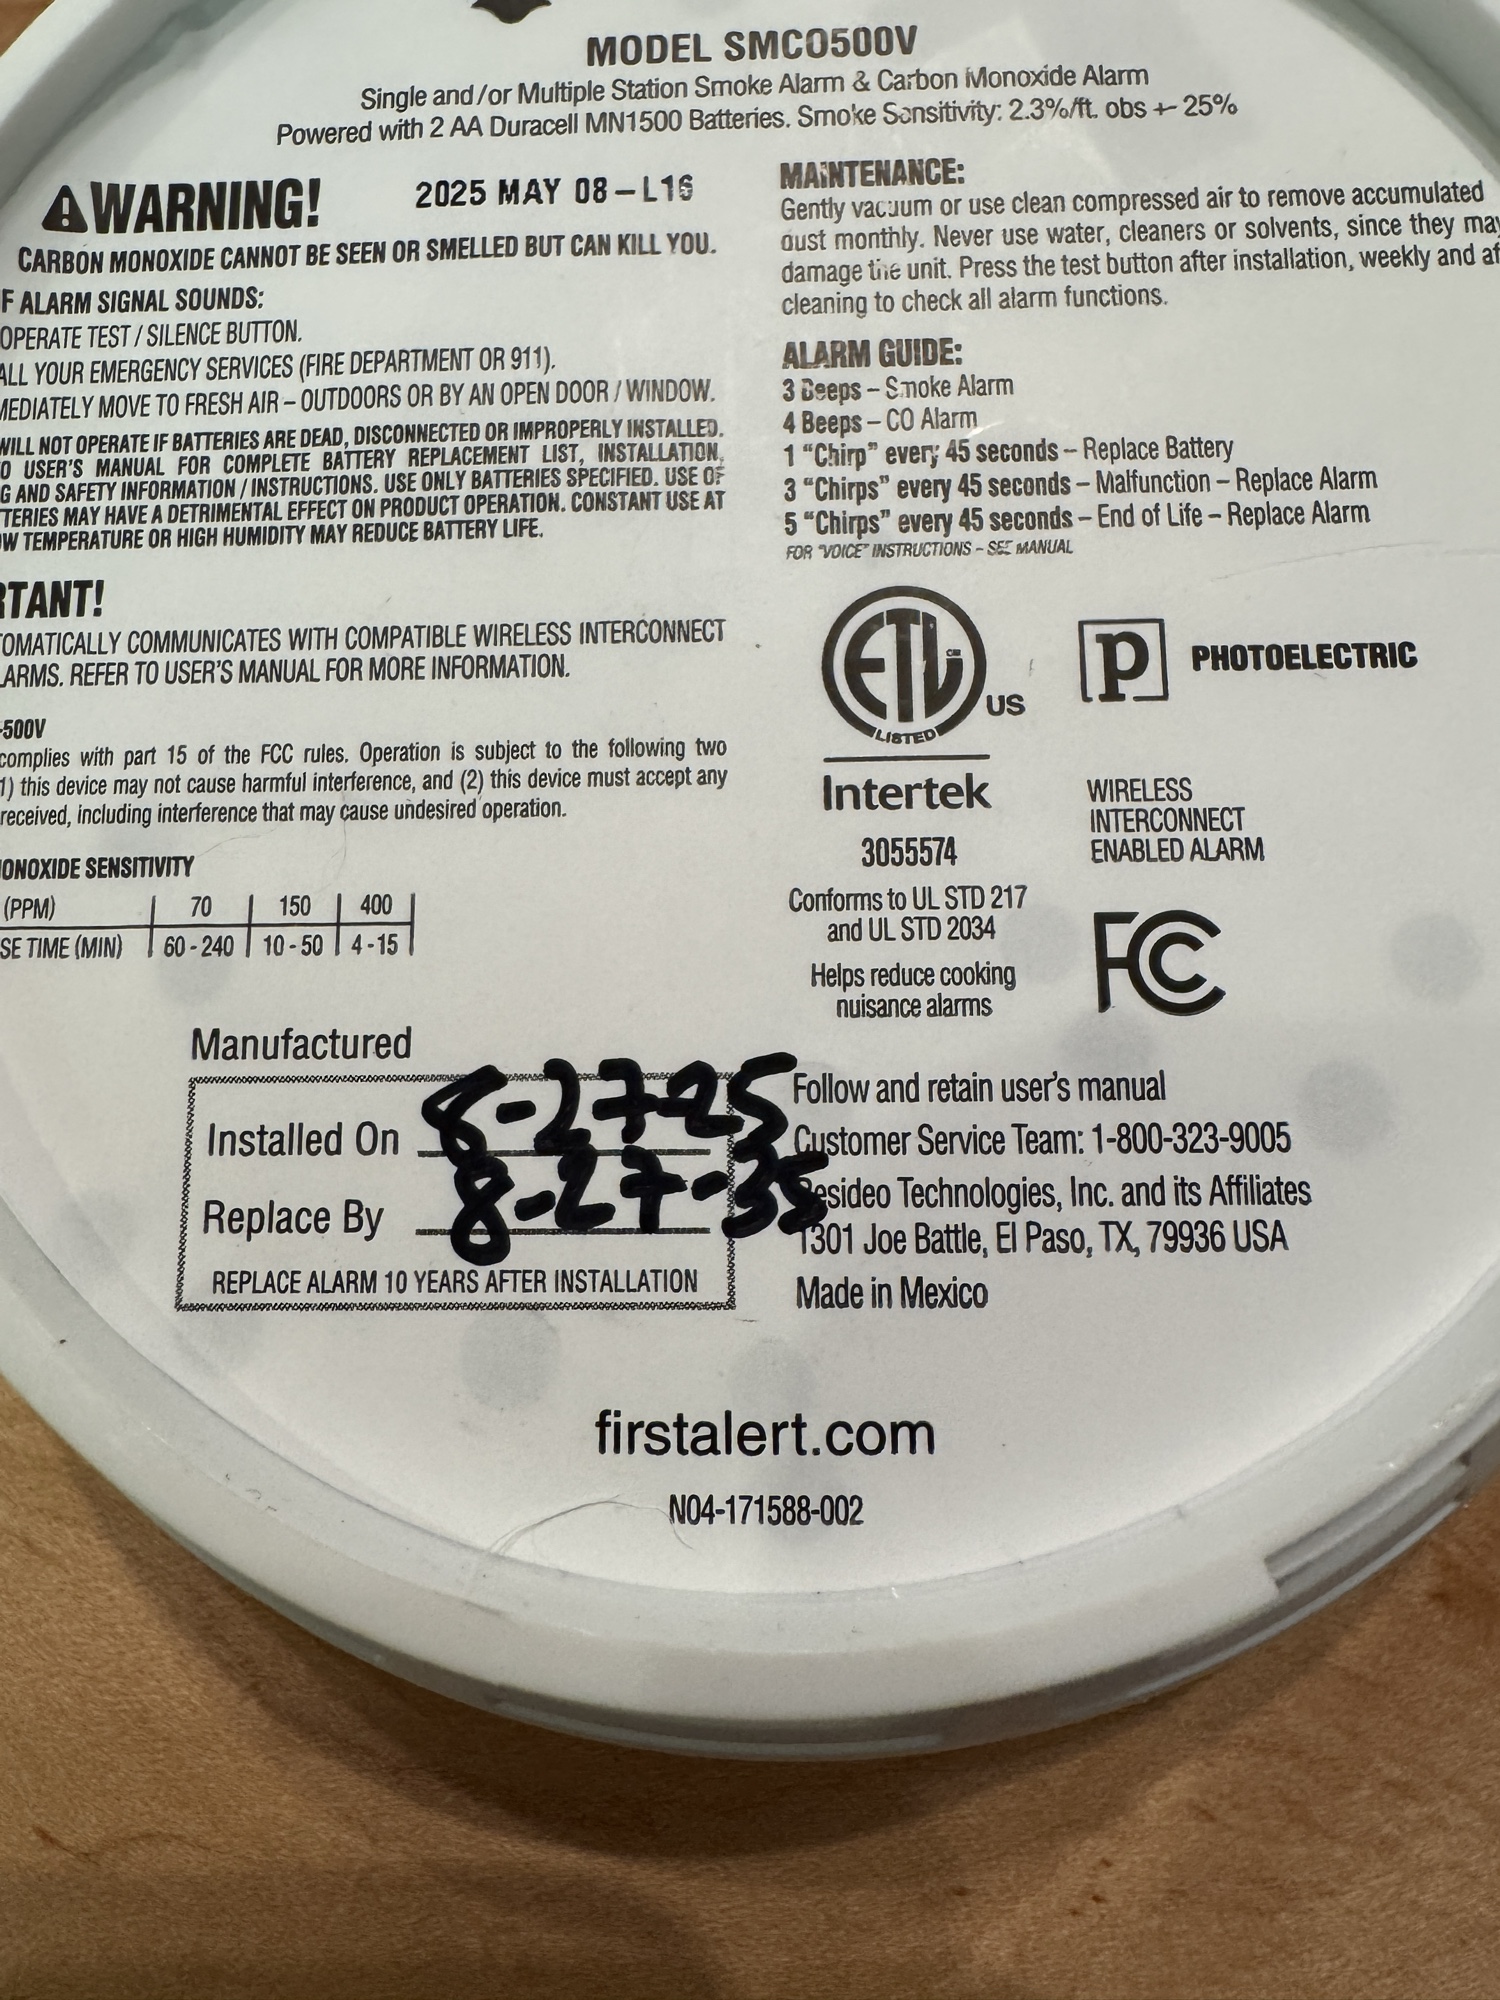 MODEL SMCO500V
Single and/or Multiple Station Smoke Alarm & Carbon Monoxide Alarm
Powered with 2 AA Duracell MN1500 Batteries. Smoke Sensitivity: 2.3%/ft. obs +- 25%
WARNING!
2025 MAY 08-L16
CARBON MONOXIDE CANNOT BE SEEN OR SMELLED BUT CAN KILL YOU.
F ALARM SIGNAL SOUNDS:
OPERATE TEST / SILENCE BUTTON.
ALL YOUR EMERGENCY SERVICES (FIRE DEPARTMENT OR 911).
MEDIATELY MOVE TO FRESH AIR – OUTDOORS OR BY AN OPEN DOOR / WINDOW.
WILL NOT OPERATE IF BATTERIES ARE DEAD, DISCONNECTED OR IMPROPERLY INSTALLED.
O USER'S MANUAL FOR COMPLETE BATTERY REPLACEMENT LIST, INSTALLATION,
G AND SAFETY INFORMATION / INSTRUCTIONS. USE ONLY BATTERIES SPECIFIED. USE OF
TERIES MAY HAVE A DETRIMENTAL EFFECT ON PRODUCT OPERATION. CONSTANT USE AT
W TEMPERATURE OR HIGH HUMIDITY MAY REDUCE BATTERY LIFE.
RTANT!
OMATICALLY COMMUNICATES WITH COMPATIBLE WIRELESS INTERCONNECT
LARMS. REFER TO USER'S MANUAL FOR MORE INFORMATION.
-500V
complies with part 15 of the FCC rules. Operation is subject to the following two
1) this device may not cause harmful interference, and (2) this device must accept any
received, including interference that may cause undesired operation.
ONOXIDE SENSITIVITY
(PPM) 70 150 400
SE TIME (MIN) 60-240 10-50 4-15
Manufactured
Installed On 8-27-25
Replace By 8-27-35
REPLACE ALARM 10 YEARS AFTER INSTALLATION
MAINTENANCE:
Gently vacuum or use clean compressed air to remove accumulated
dust monthly. Never use water, cleaners or solvents, since they may
damage the unit. Press the test button after installation, weekly and af
cleaning to check all alarm functions.
ALARM GUIDE:
3 Beeps – Smoke Alarm
4 Beeps – CO Alarm
1 "Chirp" every 45 seconds – Replace Battery
3 "Chirps" every 45 seconds – Malfunction – Replace Alarm
5 "Chirps" every 45 seconds – End of Life – Replace Alarm
FOR "VOICE" INSTRUCTIONS – SEE MANUAL
ETL CM
LISTED
US
Intertek
3055574
Conforms to UL STD 217
and UL STD 2034
Helps reduce cooking
nuisance alarms
P PHOTOELECTRIC
WIRELESS
INTERCONNECT
ENABLED ALARM
FC
Follow and retain user's manual
Customer Service Team: 1-800-323-9005
Resideo Technologies, Inc. and its Affiliates
1301 Joe Battle, El Paso, TX, 79936 USA
Made in Mexico
firstalert.com
N04-171588-002